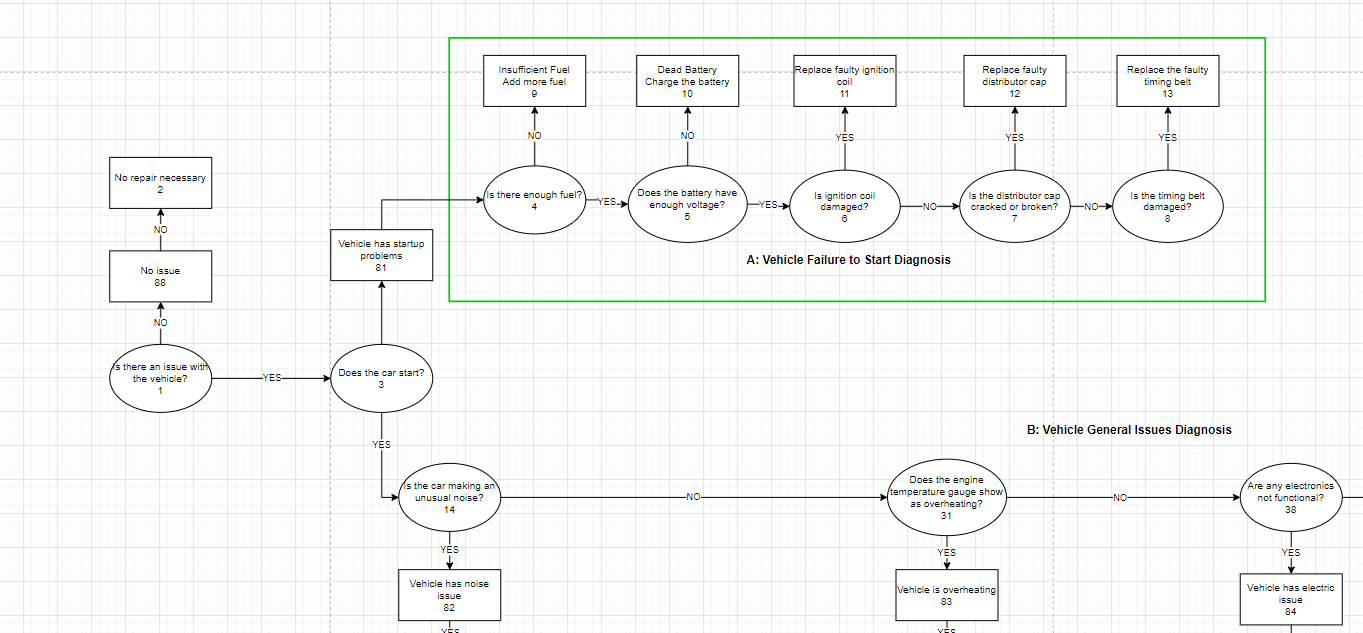 Insufficient Fuel
Add more fuel
9
Dead Battery
Charge the battery
10
Replace faulty ignition
coil
11
Replace faulty
distributor cap
12
Replace the faulty
timing belt
13
NO
NO
YES
YES
YES
No repair necessary
2
Is there enough fuel?
4
YES
Does the battery have
enough voltage?
5
YES
Is ignition coil
damaged?
6
NO
Is the distributor cap
cracked or broken?
7
NO
Is the timing belt
damaged?
8
NO
Vehicle has startup
problems
81
A: Vehicle Failure to Start Diagnosis
No issue
88
NO
Is there an issue with
the vehicle?
1
YES
Does the car start?
3
YES
B: Vehicle General Issues Diagnosis
Is the car making an
unusual noise?
14
NO
Does the engine
temperature gauge show
as overheating?
31
NO
Are any electronics
not functional?
38
YES
YES
YES
Vehicle has noise
issue
82
Vehicle is overheating
83
Vehicle has electric
issue
84
YES
YES